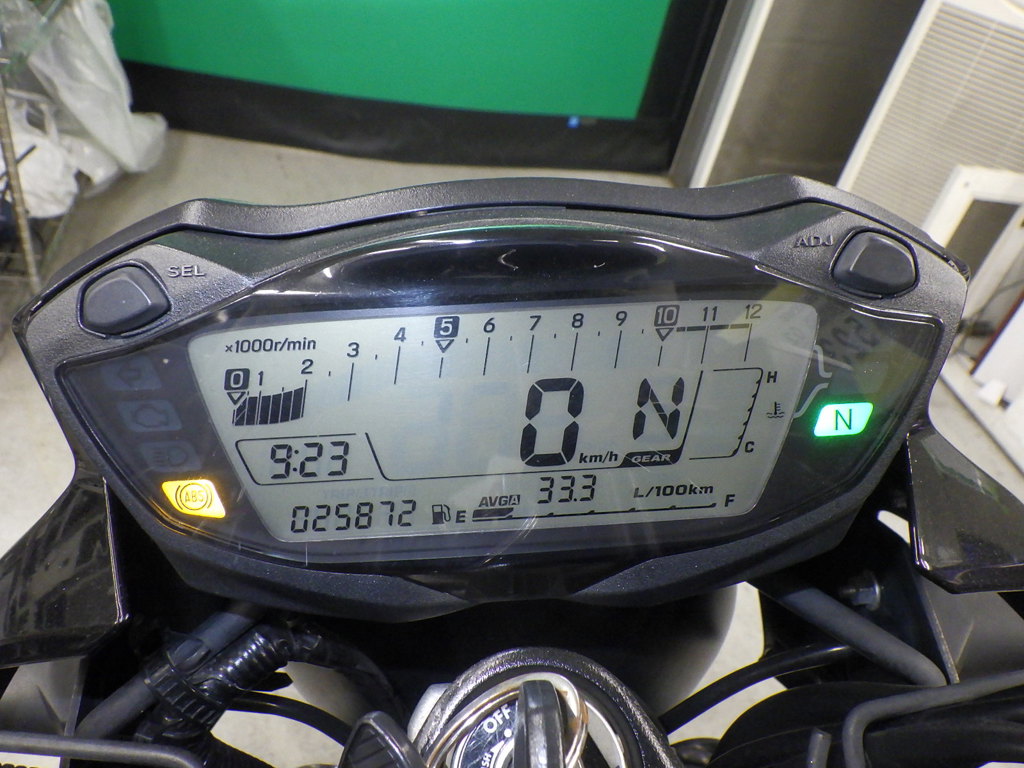 SEL
ADJ
×1000r/min
0 1 2 3 4 5 6 7 8 9 10 11 12
0 km/h
N
GEAR
H
C
N
9:23
ABS
025872
AVG A 33.3 L/100km
E F
OFF